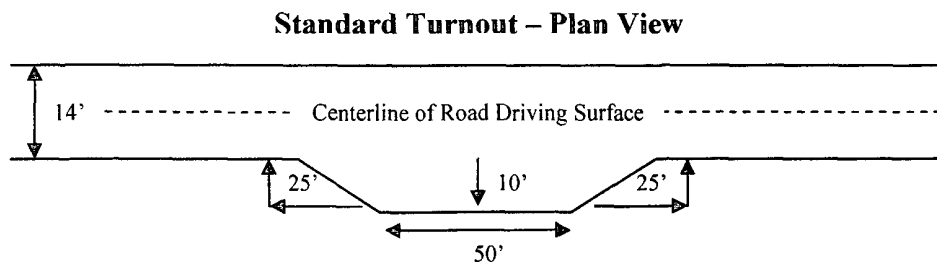 Standard Turnout – Plan View
14’
Centerline of Road Driving Surface
25’ 10’ 25’
50’